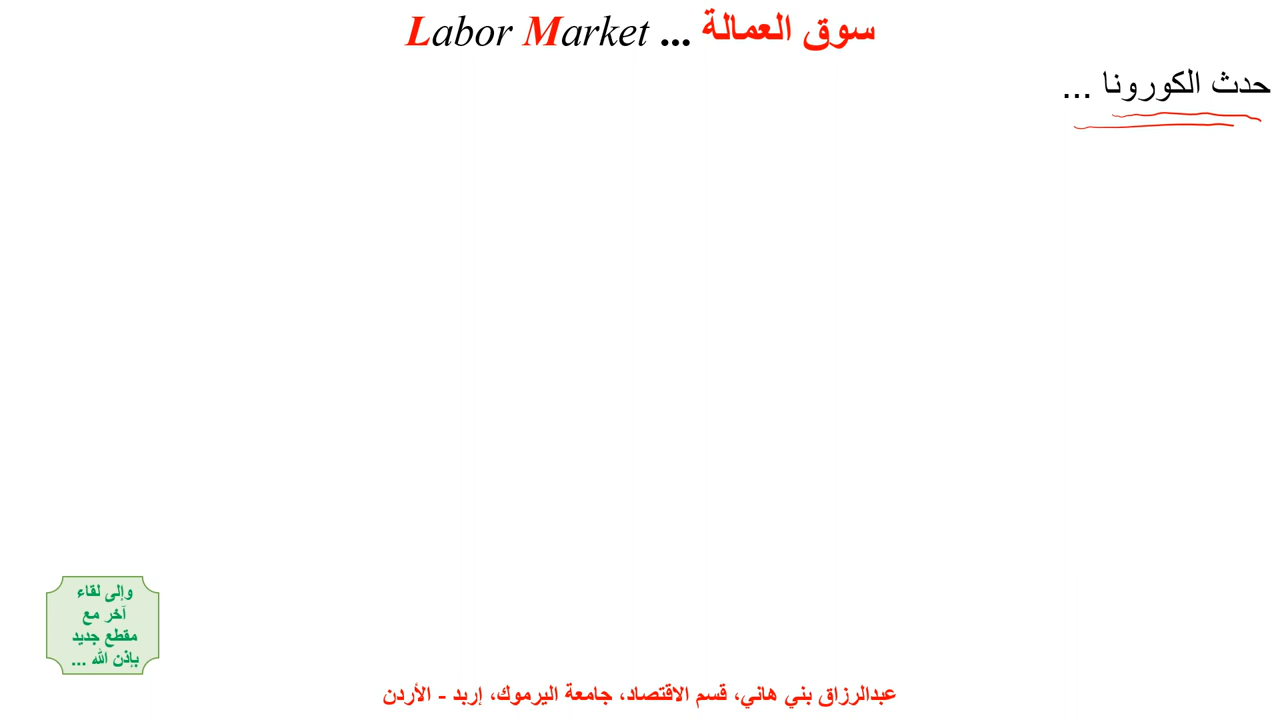 سوق العمالة ... Labor Market
حدث الكورونا ...
وإلى لقاء
آخر مع
مقطع جديد
بإذن الله ...
عبدالرزاق بني هاني، قسم الاقتصاد، جامعة اليرموك، إربد - الأردن